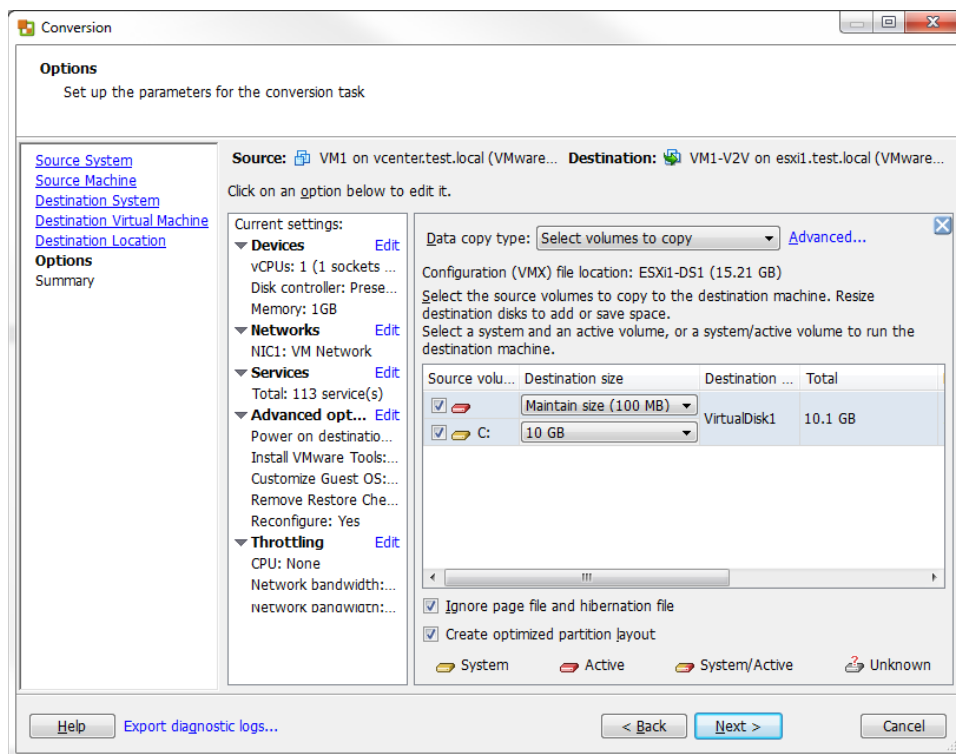 Conversion
Options
Set up the parameters for the conversion task
Source System
Source Machine
Destination System
Destination Virtual Machine
Destination Location
Options
Summary
Source: VM1 on vcenter.test.local (VMware... Destination: VM1-V2V on esxi1.test.local (VMware...
Click on an option below to edit it.
Current settings:
Devices Edit
vCPUs: 1 (1 sockets ...
Disk controller: Prese...
Memory: 1GB
Networks Edit
NIC1: VM Network
Services Edit
Total: 113 service(s)
Advanced opt... Edit
Power on destinatio...
Install VMware Tools:...
Customize Guest OS:...
Remove Restore Che...
Reconfigure: Yes
Throttling Edit
CPU: None
Network bandwidth:...
Network bandwidth:...
Data copy type: Select volumes to copy Advanced...
Configuration (VMX) file location: ESXi1-DS1 (15.21 GB)
Select the source volumes to copy to the destination machine. Resize
destination disks to add or save space.
Select a system and an active volume, or a system/active volume to run the
destination machine.
Source volu... Destination size Destination ... Total
Maintain size (100 MB)
VirtualDisk1 10.1 GB
C: 10 GB
Ignore page file and hibernation file
Create optimized partition layout
System Active System/Active Unknown
Help Export diagnostic logs... < Back Next > Cancel